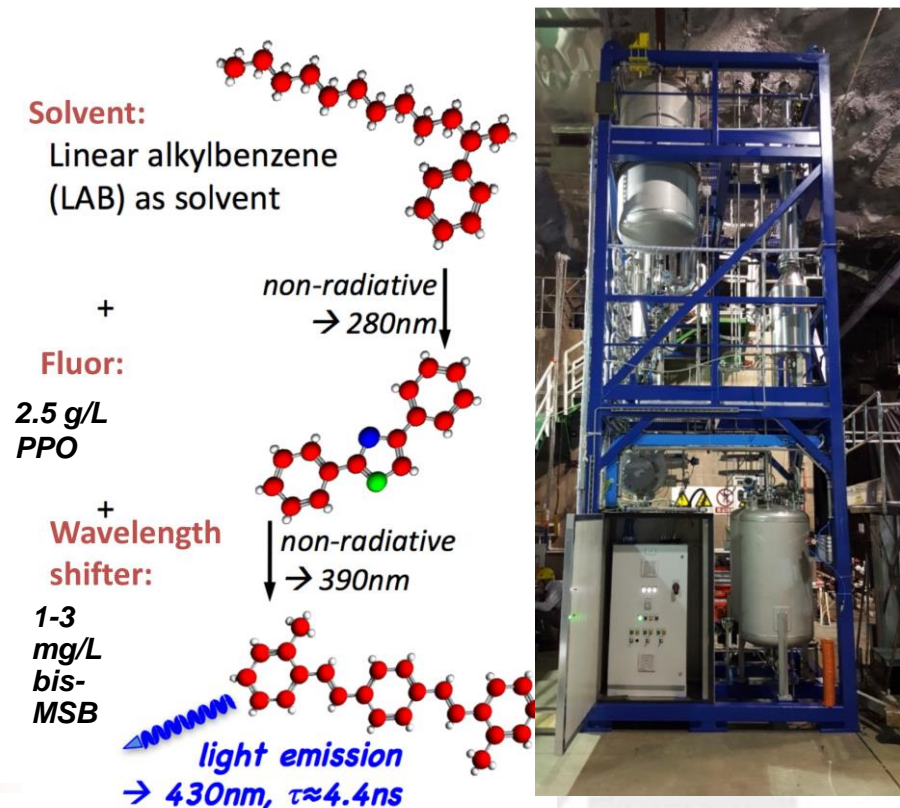 Solvent:
Linear alkylbenzene
(LAB) as solvent
non-radiative
→ 280nm
+
Fluor:
2.5 g/L
PPO
+
Wavelength
shifter:
non-radiative
→ 390nm
1-3
mg/L
bis-
MSB
light emission
→ 430nm, τ≈4.4ns